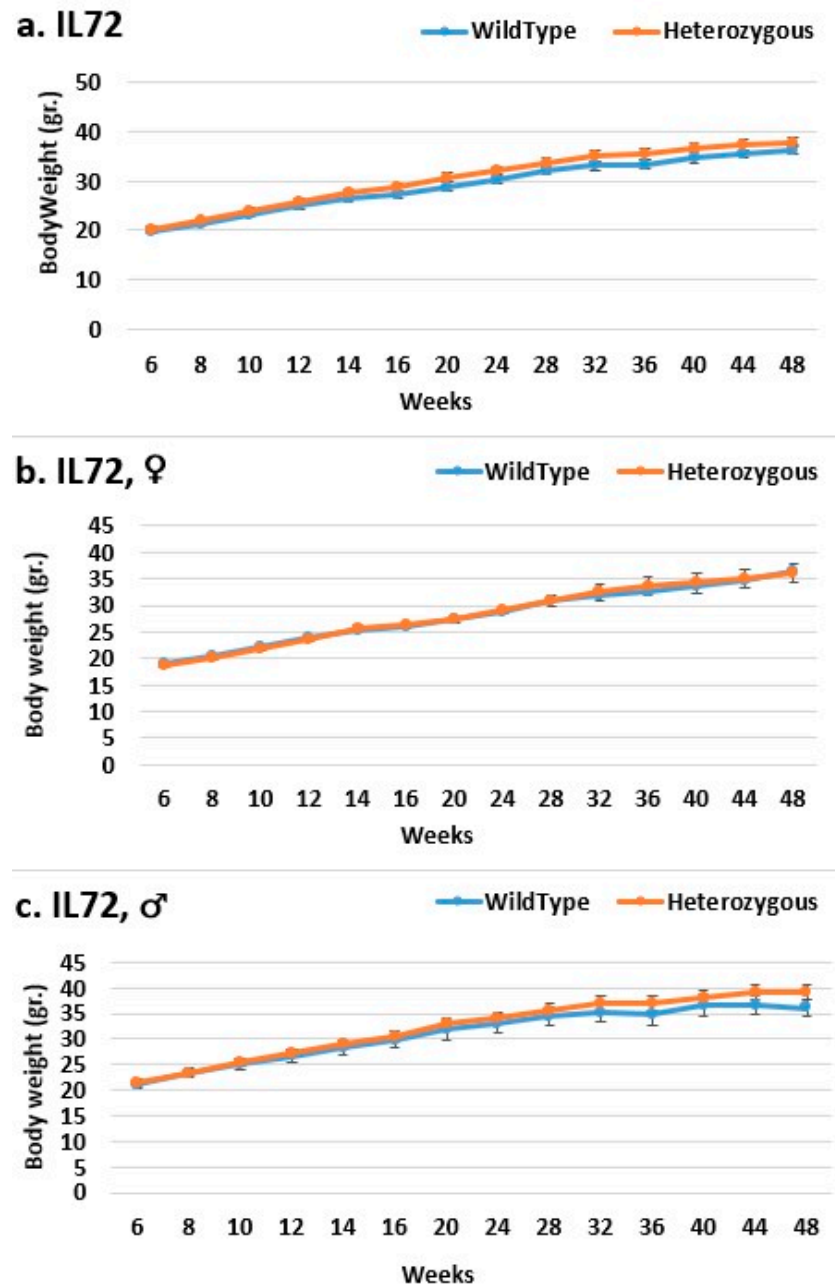 a. IL72
WildType Heterozygous
BodyWeight (gr.)
50
40
30
20
10
0
6 8 10 12 14 16 20 24 28 32 36 40 44 48
Weeks
b. IL72, ♀
WildType Heterozygous
Body weight (gr.)
45
40
35
30
25
20
15
10
5
0
6 8 10 12 14 16 20 24 28 32 36 40 44 48
Weeks
c. IL72, ♂
WildType Heterozygous
Body weight (gr.)
45
40
35
30
25
20
15
10
5
0
6 8 10 12 14 16 20 24 28 32 36 40 44 48
Weeks